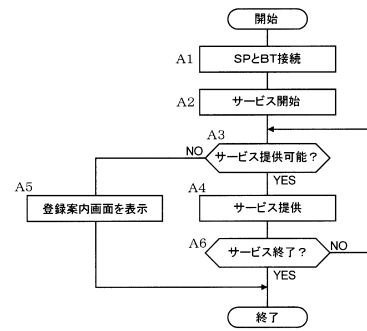 開始
A1
SPとBT接続
A2
サービス開始
A3
NO
サービス提供可能？
YES
A5
登録案内画面を表示
A4
サービス提供
A6
サービス終了？
NO
YES
終了